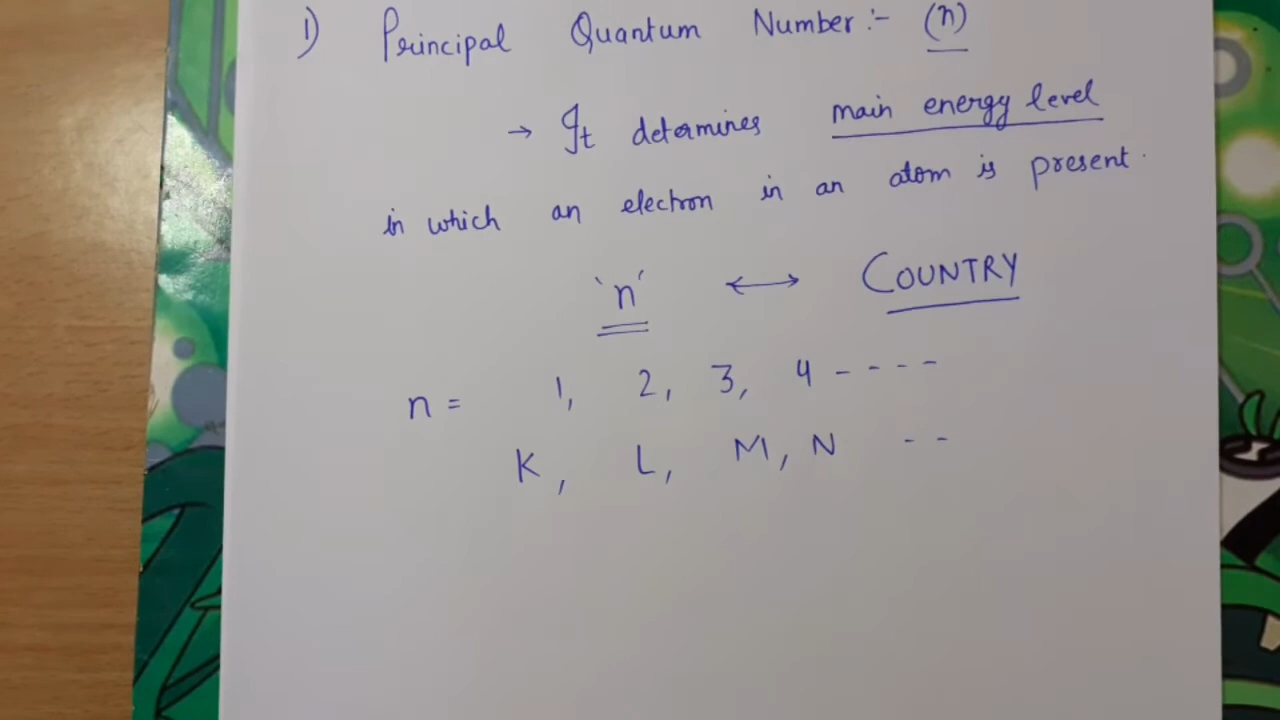 1) Principal Quantum Number :- (n)
→ It determines main energy level
in which an electron in an atom is present.
'n' ↔ COUNTRY
n = 1, 2, 3, 4 - - - -
K, L, M, N - -